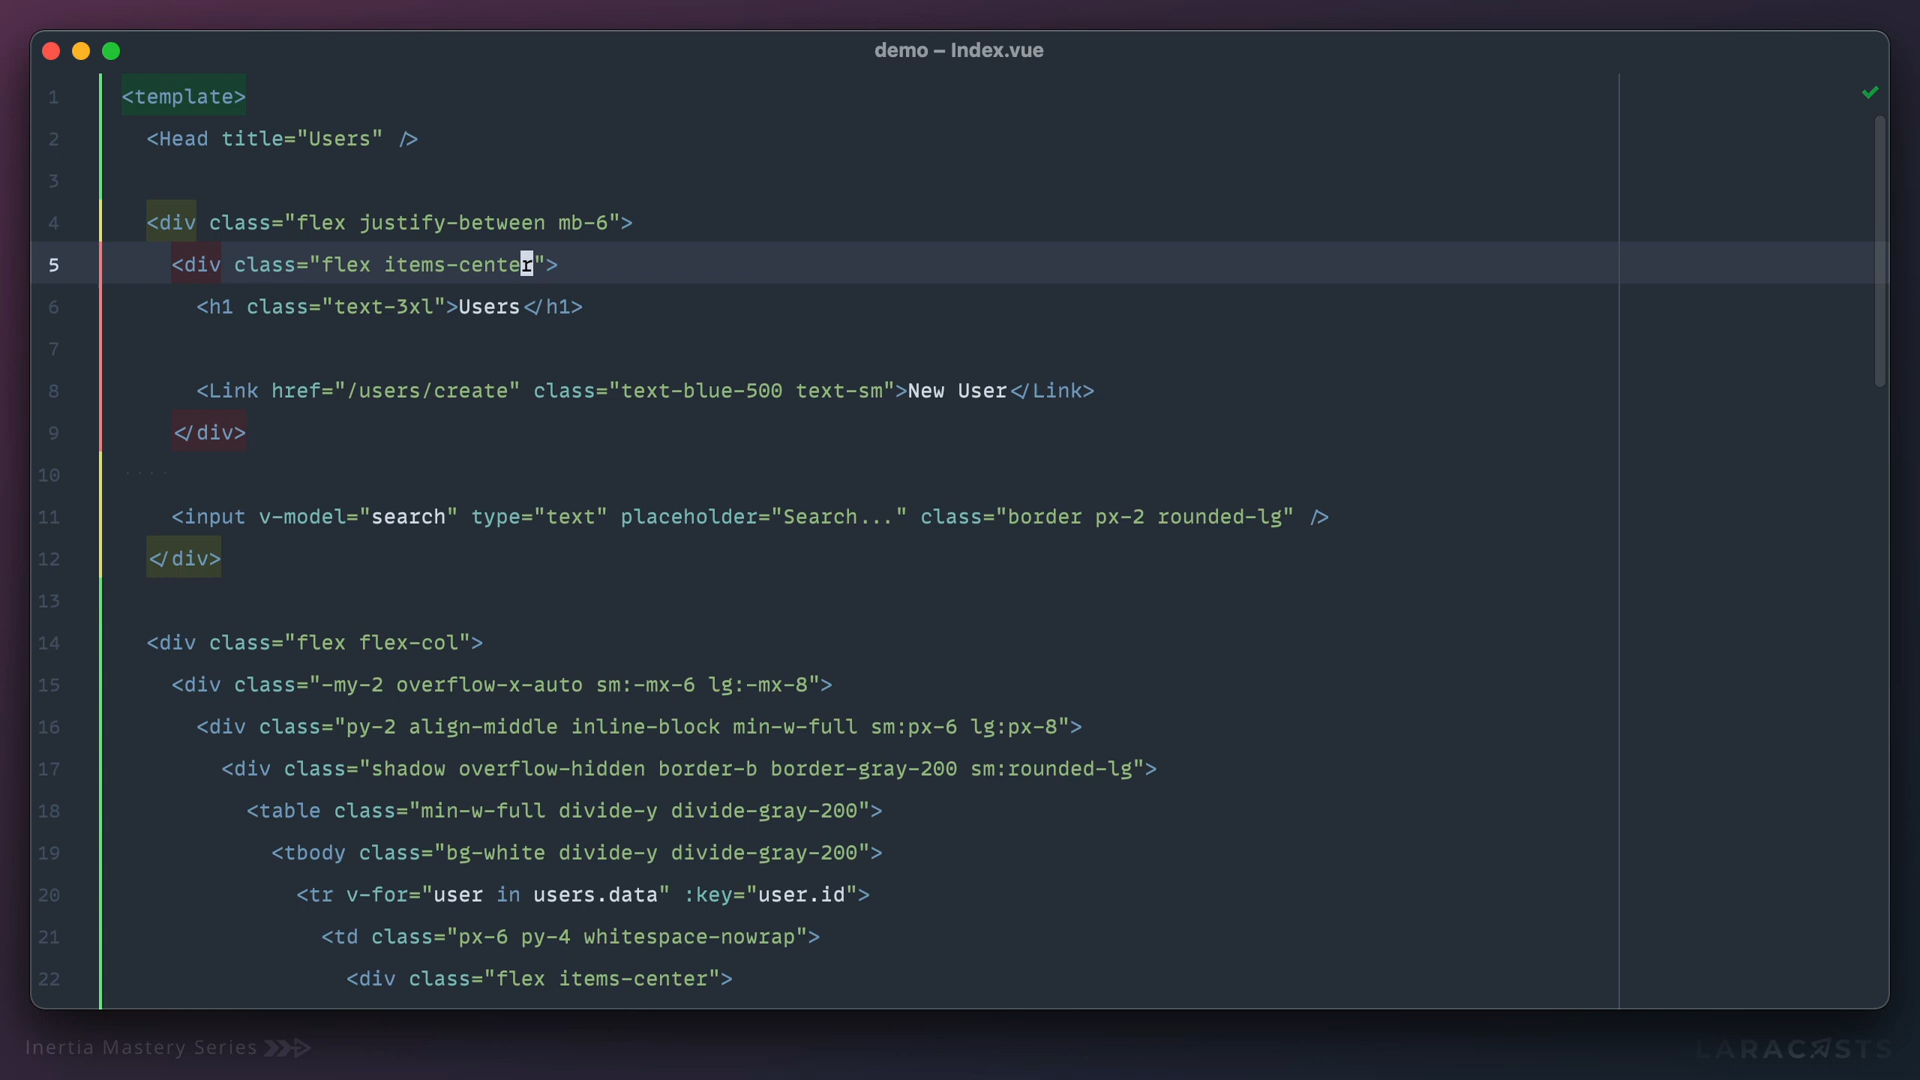 demo – Index.vue
1 <template>
2 <Head title="Users" />
3
4 <div class="flex justify-between mb-6">
5 <div class="flex items-center">
6 <h1 class="text-3xl">Users</h1>
7
8 <Link href="/users/create" class="text-blue-500 text-sm">New User</Link>
9 </div>
10 ····
11 <input v-model="search" type="text" placeholder="Search..." class="border px-2 rounded-lg" />
12 </div>
13
14 <div class="flex flex-col">
15 <div class="-my-2 overflow-x-auto sm:-mx-6 lg:-mx-8">
16 <div class="py-2 align-middle inline-block min-w-full sm:px-6 lg:px-8">
17 <div class="shadow overflow-hidden border-b border-gray-200 sm:rounded-lg">
18 <table class="min-w-full divide-y divide-gray-200">
19 <tbody class="bg-white divide-y divide-gray-200">
20 <tr v-for="user in users.data" :key="user.id">
21 <td class="px-6 py-4 whitespace-nowrap">
22 <div class="flex items-center">
Inertia Mastery Series
LARACASTS